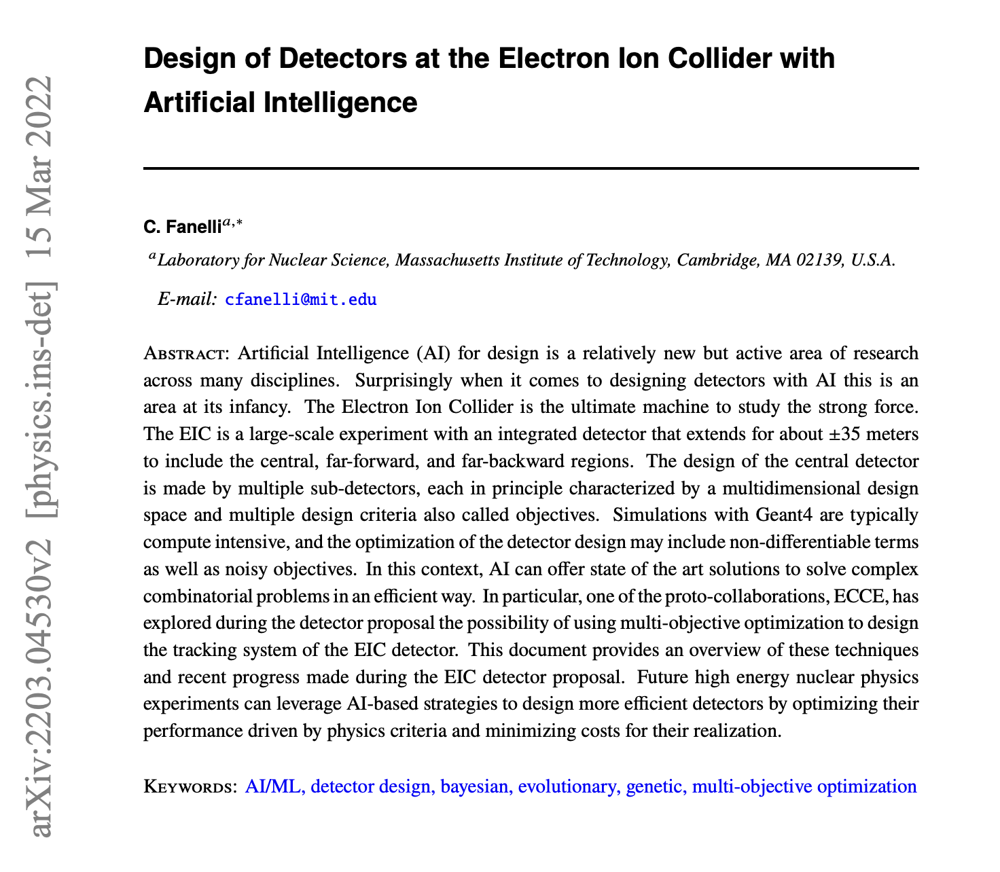 Design of Detectors at the Electron Ion Collider with
Artificial Intelligence
C. Fanelli a,*
a Laboratory for Nuclear Science, Massachusetts Institute of Technology, Cambridge, MA 02139, U.S.A.
E-mail: cfanelli@mit.edu
Abstract: Artificial Intelligence (AI) for design is a relatively new but active area of research
across many disciplines. Surprisingly when it comes to designing detectors with AI this is an
area at its infancy. The Electron Ion Collider is the ultimate machine to study the strong force.
The EIC is a large-scale experiment with an integrated detector that extends for about ±35 meters
to include the central, far-forward, and far-backward regions. The design of the central detector
is made by multiple sub-detectors, each in principle characterized by a multidimensional design
space and multiple design criteria also called objectives. Simulations with Geant4 are typically
compute intensive, and the optimization of the detector design may include non-differentiable terms
as well as noisy objectives. In this context, AI can offer state of the art solutions to solve complex
combinatorial problems in an efficient way. In particular, one of the proto-collaborations, ECCE, has
explored during the detector proposal the possibility of using multi-objective optimization to design
the tracking system of the EIC detector. This document provides an overview of these techniques
and recent progress made during the EIC detector proposal. Future high energy nuclear physics
experiments can leverage AI-based strategies to design more efficient detectors by optimizing their
performance driven by physics criteria and minimizing costs for their realization.
Keywords: AI/ML, detector design, bayesian, evolutionary, genetic, multi-objective optimization
arXiv:2203.04530v2 [physics.ins-det] 15 Mar 2022